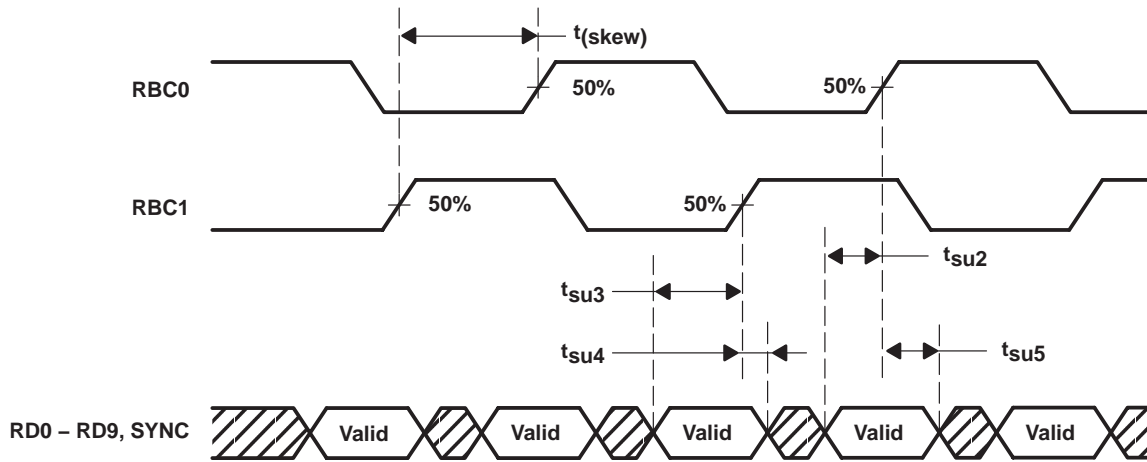 t(skew)
RBC0
50%
50%
RBC1
50%
50%
tsu2
tsu3
tsu4
tsu5
RD0 – RD9, SYNC
Valid
Valid
Valid
Valid
Valid